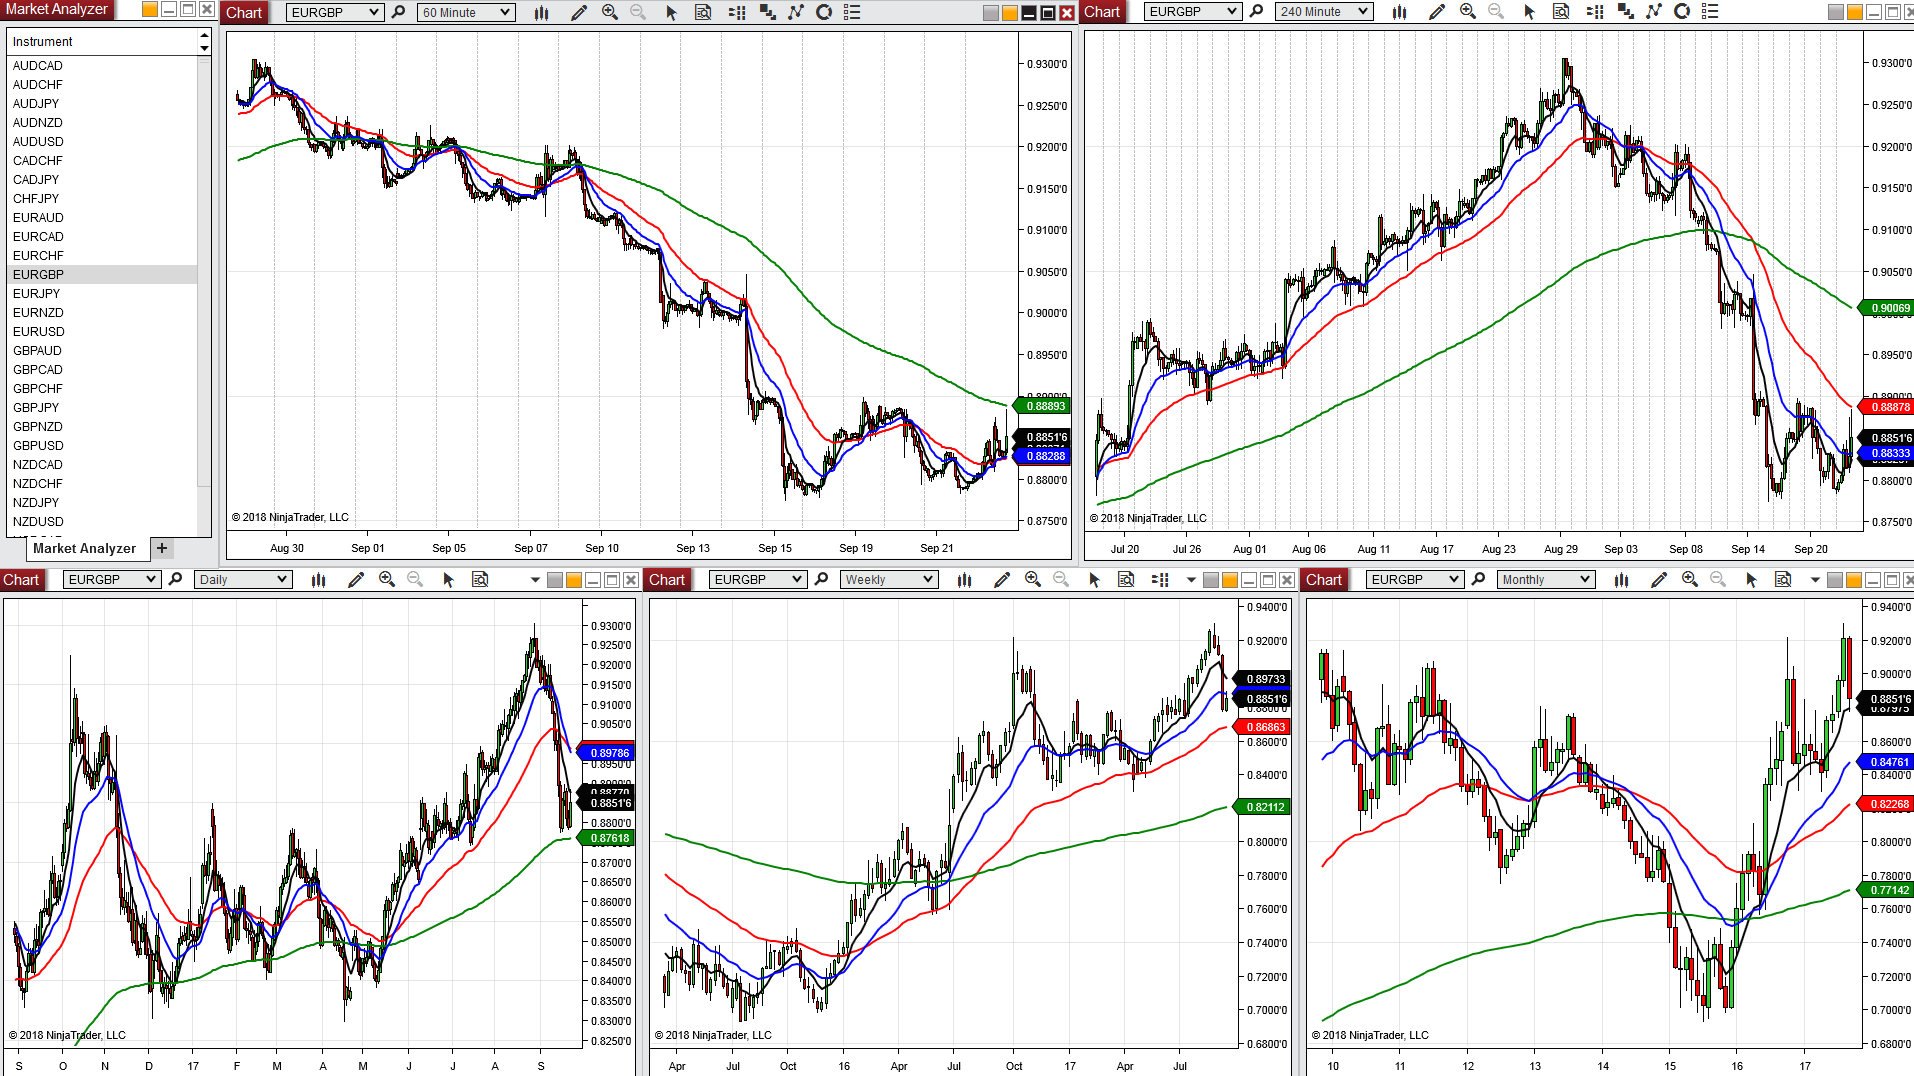 Market Analyzer
Instrument
AUDCAD
AUDCHF
AUDJPY
AUDNZD
AUDUSD
CADCHF
CADJPY
CHFJPY
EURAUD
EURCAD
EURCHF
EURGBP
EURJPY
EURNZD
EURUSD
GBPAUD
GBPCAD
GBPCHF
GBPJPY
GBPNZD
GBPUSD
NZDCAD
NZDCHF
NZDJPY
NZDUSD
Market Analyzer +
Chart EURGBP 60 Minute
0.9300'0
0.9250'0
0.9200'0
0.9150'0
0.9100'0
0.9050'0
0.9000'0
0.8950'0
0.88893
0.8851'6
0.88288
0.8800'0
0.8750'0
© 2018 NinjaTrader, LLC
Aug 30 Sep 01 Sep 05 Sep 07 Sep 10 Sep 13 Sep 15 Sep 19 Sep 21
Chart EURGBP 240 Minute
0.9300'0
0.9250'0
0.9200'0
0.9150'0
0.9100'0
0.9050'0
0.90069
0.8950'0
0.88878
0.8851'6
0.88333
0.8800'0
0.8750'0
© 2018 NinjaTrader, LLC
Jul 20 Jul 26 Aug 01 Aug 06 Aug 11 Aug 17 Aug 23 Aug 29 Sep 03 Sep 08 Sep 14 Sep 20
Chart EURGBP Daily
0.9300'0
0.9250'0
0.9200'0
0.9150'0
0.9100'0
0.9050'0
0.89786
0.8950'0
0.88770
0.8851'6
0.8800'0
0.87618
0.8700'0
0.8650'0
0.8600'0
0.8550'0
0.8500'0
0.8450'0
0.8400'0
0.8350'0
0.8300'0
0.8250'0
© 2018 NinjaTrader, LLC
S O N D 17 F M A M J J A S
Chart EURGBP Weekly
0.9400'0
0.9200'0
0.89733
0.8851'6
0.8800'0
0.86863
0.8600'0
0.8400'0
0.82112
0.8000'0
0.7800'0
0.7600'0
0.7400'0
0.7200'0
0.7000'0
0.6800'0
© 2018 NinjaTrader, LLC
Apr Jul Oct 16 Apr Jul Oct 17 Apr Jul
Chart EURGBP Monthly
0.9400'0
0.9200'0
0.9000'0
0.8851'6
0.87975
0.8600'0
0.84761
0.8400'0
0.82268
0.8000'0
0.7800'0
0.77142
0.7600'0
0.7400'0
0.7200'0
0.7000'0
0.6800'0
© 2018 NinjaTrader, LLC
10 11 12 13 14 15 16 17